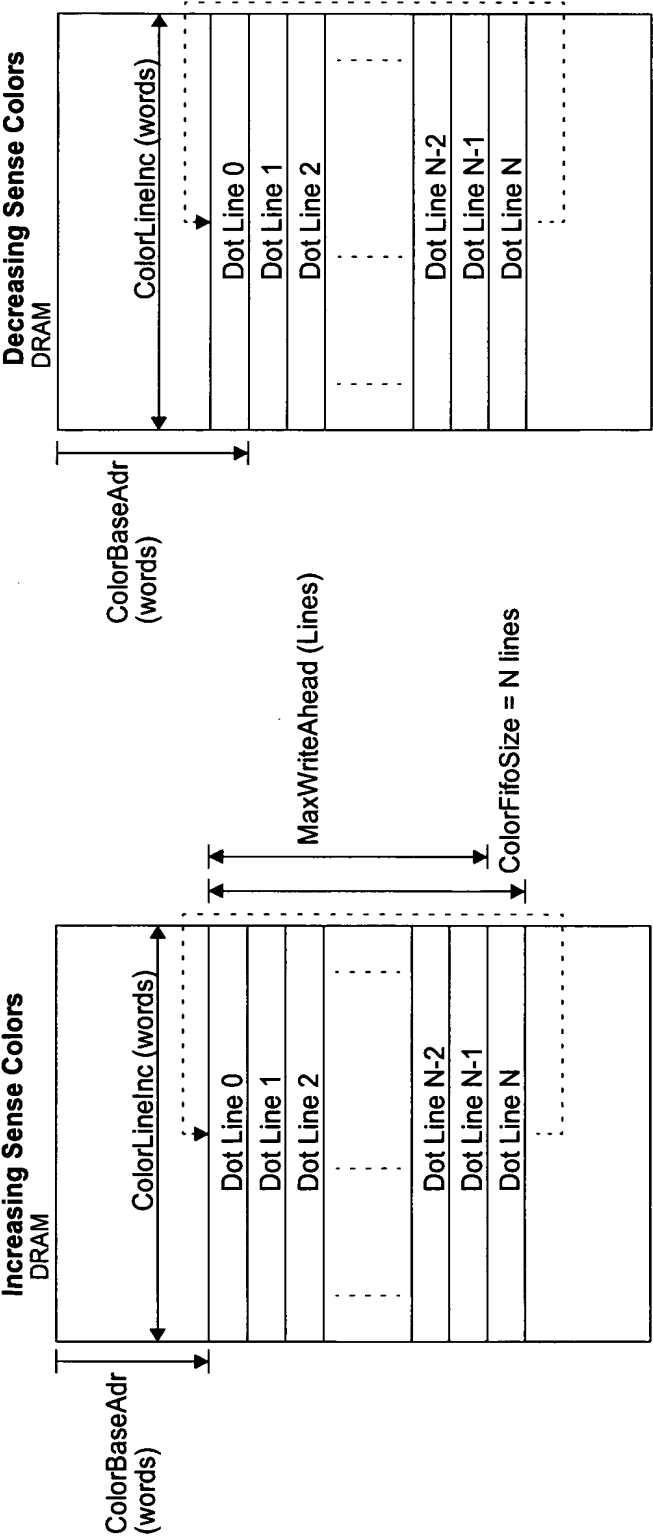 Increasing Sense Colors
DRAM
ColorBaseAdr
(words)
ColorLineInc (words)
Dot Line 0
Dot Line 1
Dot Line 2
Dot Line N-2
Dot Line N-1
Dot Line N
MaxWriteAhead (Lines)
ColorFifoSize = N lines
Decreasing Sense Colors
DRAM
ColorBaseAdr
(words)
ColorLineInc (words)
Dot Line 0
Dot Line 1
Dot Line 2
Dot Line N-2
Dot Line N-1
Dot Line N